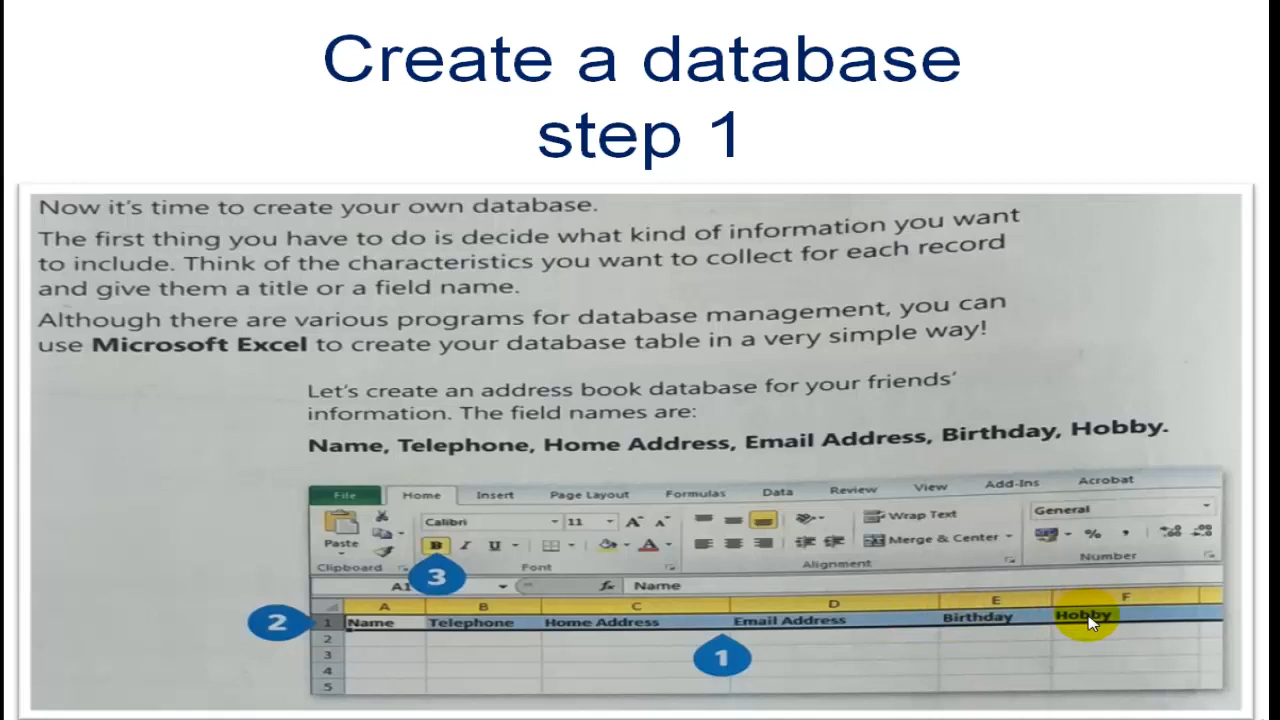 Create a database
step 1
Now it's time to create your own database.
The first thing you have to do is decide what kind of information you want
to include. Think of the characteristics you want to collect for each record
and give them a title or a field name.
Although there are various programs for database management, you can
use Microsoft Excel to create your database table in a very simple way!
Let's create an address book database for your friends'
information. The field names are:
Name, Telephone, Home Address, Email Address, Birthday, Hobby.
File Home Insert Page Layout Formulas Data Review View Add-Ins Acrobat
Calibri 11 A A Wrap Text General
Paste B I U A Merge & Center % ,
Clipboard Font Alignment Number
3
A1 fx Name
A B C D E F
2 1 Name Telephone Home Address Email Address Birthday Hobby
2
3 1
4
5